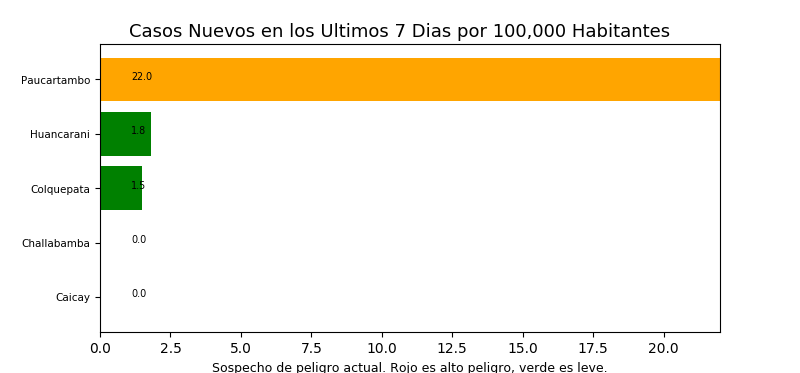 Casos Nuevos en los Ultimos 7 Dias por 100,000 Habitantes
Paucartambo 22.0
Huancarani 1.8
Colquepata 1.5
Challabamba 0.0
Caicay 0.0
0.0 2.5 5.0 7.5 10.0 12.5 15.0 17.5 20.0
Sospecho de peligro actual. Rojo es alto peligro, verde es leve.